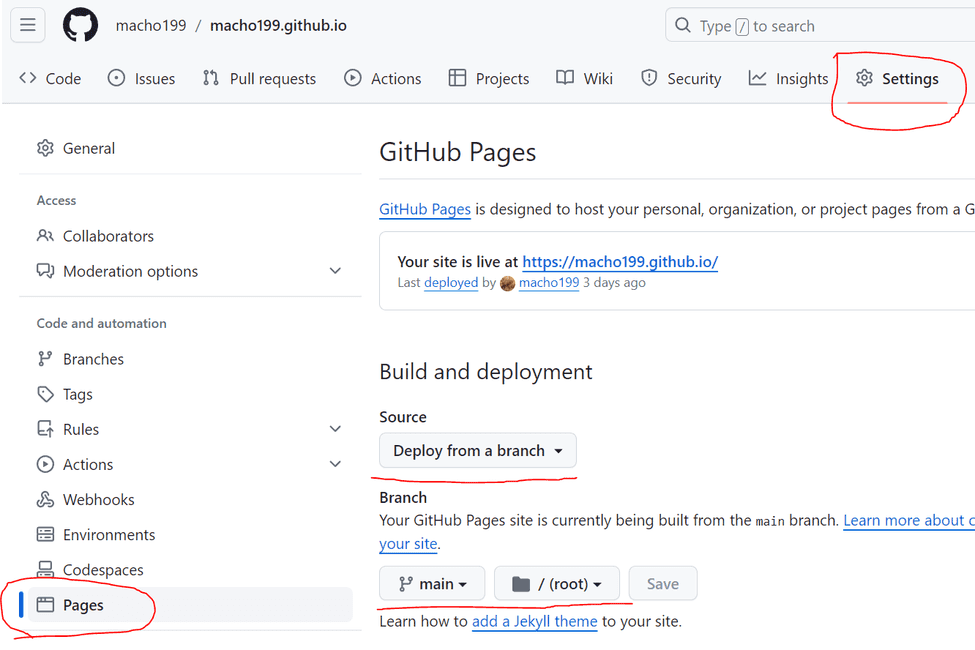 macho199 / macho199.github.io
Type / to search
Code Issues Pull requests Actions Projects Wiki Security Insights Settings
General
Access
Collaborators
Moderation options
Code and automation
Branches
Tags
Rules
Actions
Webhooks
Environments
Codespaces
Pages
GitHub Pages
GitHub Pages is designed to host your personal, organization, or project pages from a G
Your site is live at https://macho199.github.io/
Last deployed by macho199 3 days ago
Build and deployment
Source
Deploy from a branch
Branch
Your GitHub Pages site is currently being built from the main branch. Learn more about
your site.
main / (root) Save
Learn how to add a Jekyll theme to your site.